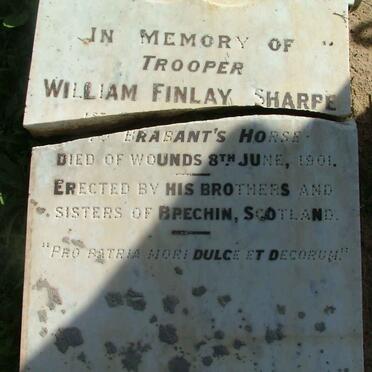 IN MEMORY OF
TROOPER
WILLIAM FINLAY SHARPE
BRABANT'S HORSE.
DIED OF WOUNDS 8TH JUNE, 1901.
ERECTED BY HIS BROTHERS AND
SISTERS OF BRECHIN, SCOTLAND.
"PRO PATRIA MORI DULCE ET DECORUM."